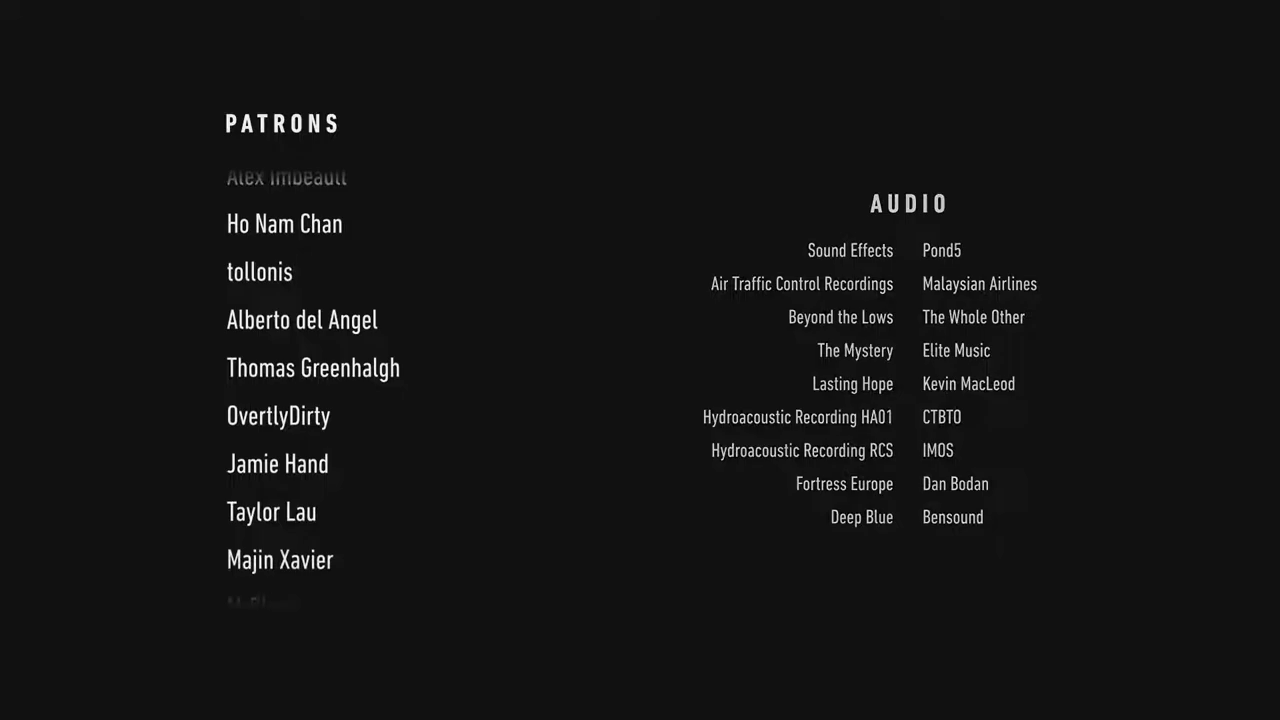 PATRONS
Alex Imbeault
Ho Nam Chan
tollonis
Alberto del Angel
Thomas Greenhalgh
OvertlyDirty
Jamie Hand
Taylor Lau
Majin Xavier
AUDIO
Sound Effects Pond5
Air Traffic Control Recordings Malaysian Airlines
Beyond the Lows The Whole Other
The Mystery Elite Music
Lasting Hope Kevin MacLeod
Hydroacoustic Recording HA01 CTBTO
Hydroacoustic Recording RCS IMOS
Fortress Europe Dan Bodan
Deep Blue Bensound